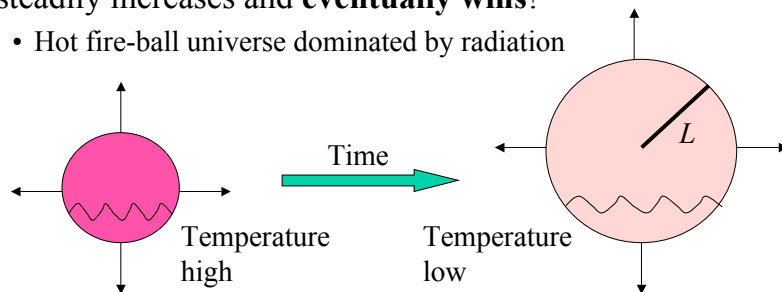 steadily increases and eventually wins!
• Hot fire-ball universe dominated by radiation
Time
L
Temperature
high
Temperature
low